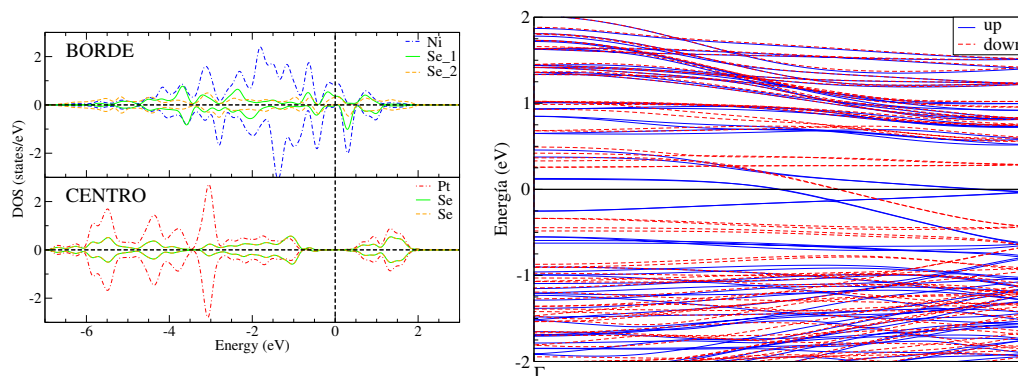 BORDE
Ni
Se_1
Se_2
2
0
-2
DOS (states/eV)
CENTRO
Pt
Se
Se
2
0
-2
-6 -4 -2 0 2
Energy (eV)
up
down
2
1
0
-1
-2
Energía (eV)
Γ